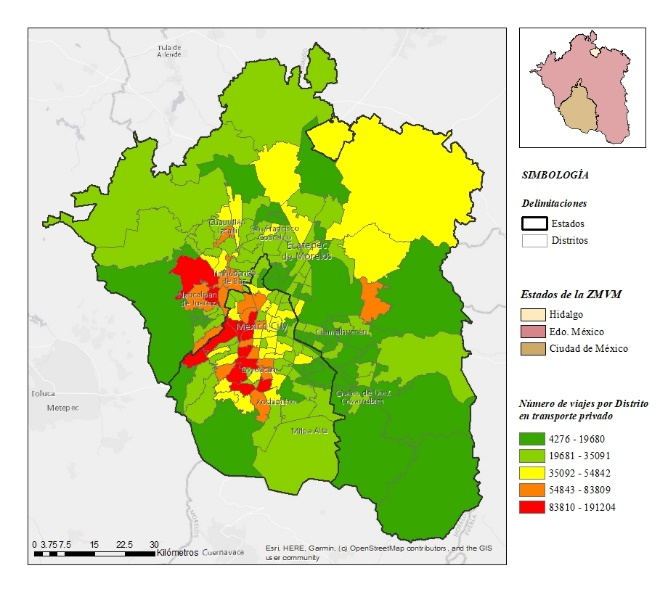 Tula de
Allende
SIMBOLOGÍA
Delimitaciones
Estados
Distritos
Estados de la ZMVM
Hidalgo
Edo. México
Ciudad de México
Ecatepec
de Morelos
Mexico City
Toluca
Metepec
Milpa Alta
Número de viajes por Distrito
en transporte privado
4276 - 19680
19681 - 35091
35092 - 54842
54843 - 83809
83810 - 191204
0 3.75 7.5 15 22.5 30
Kilómetros
Cuernavaca
Esri, HERE, Garmin, (c) OpenStreetMap contributors, and the GIS
user community